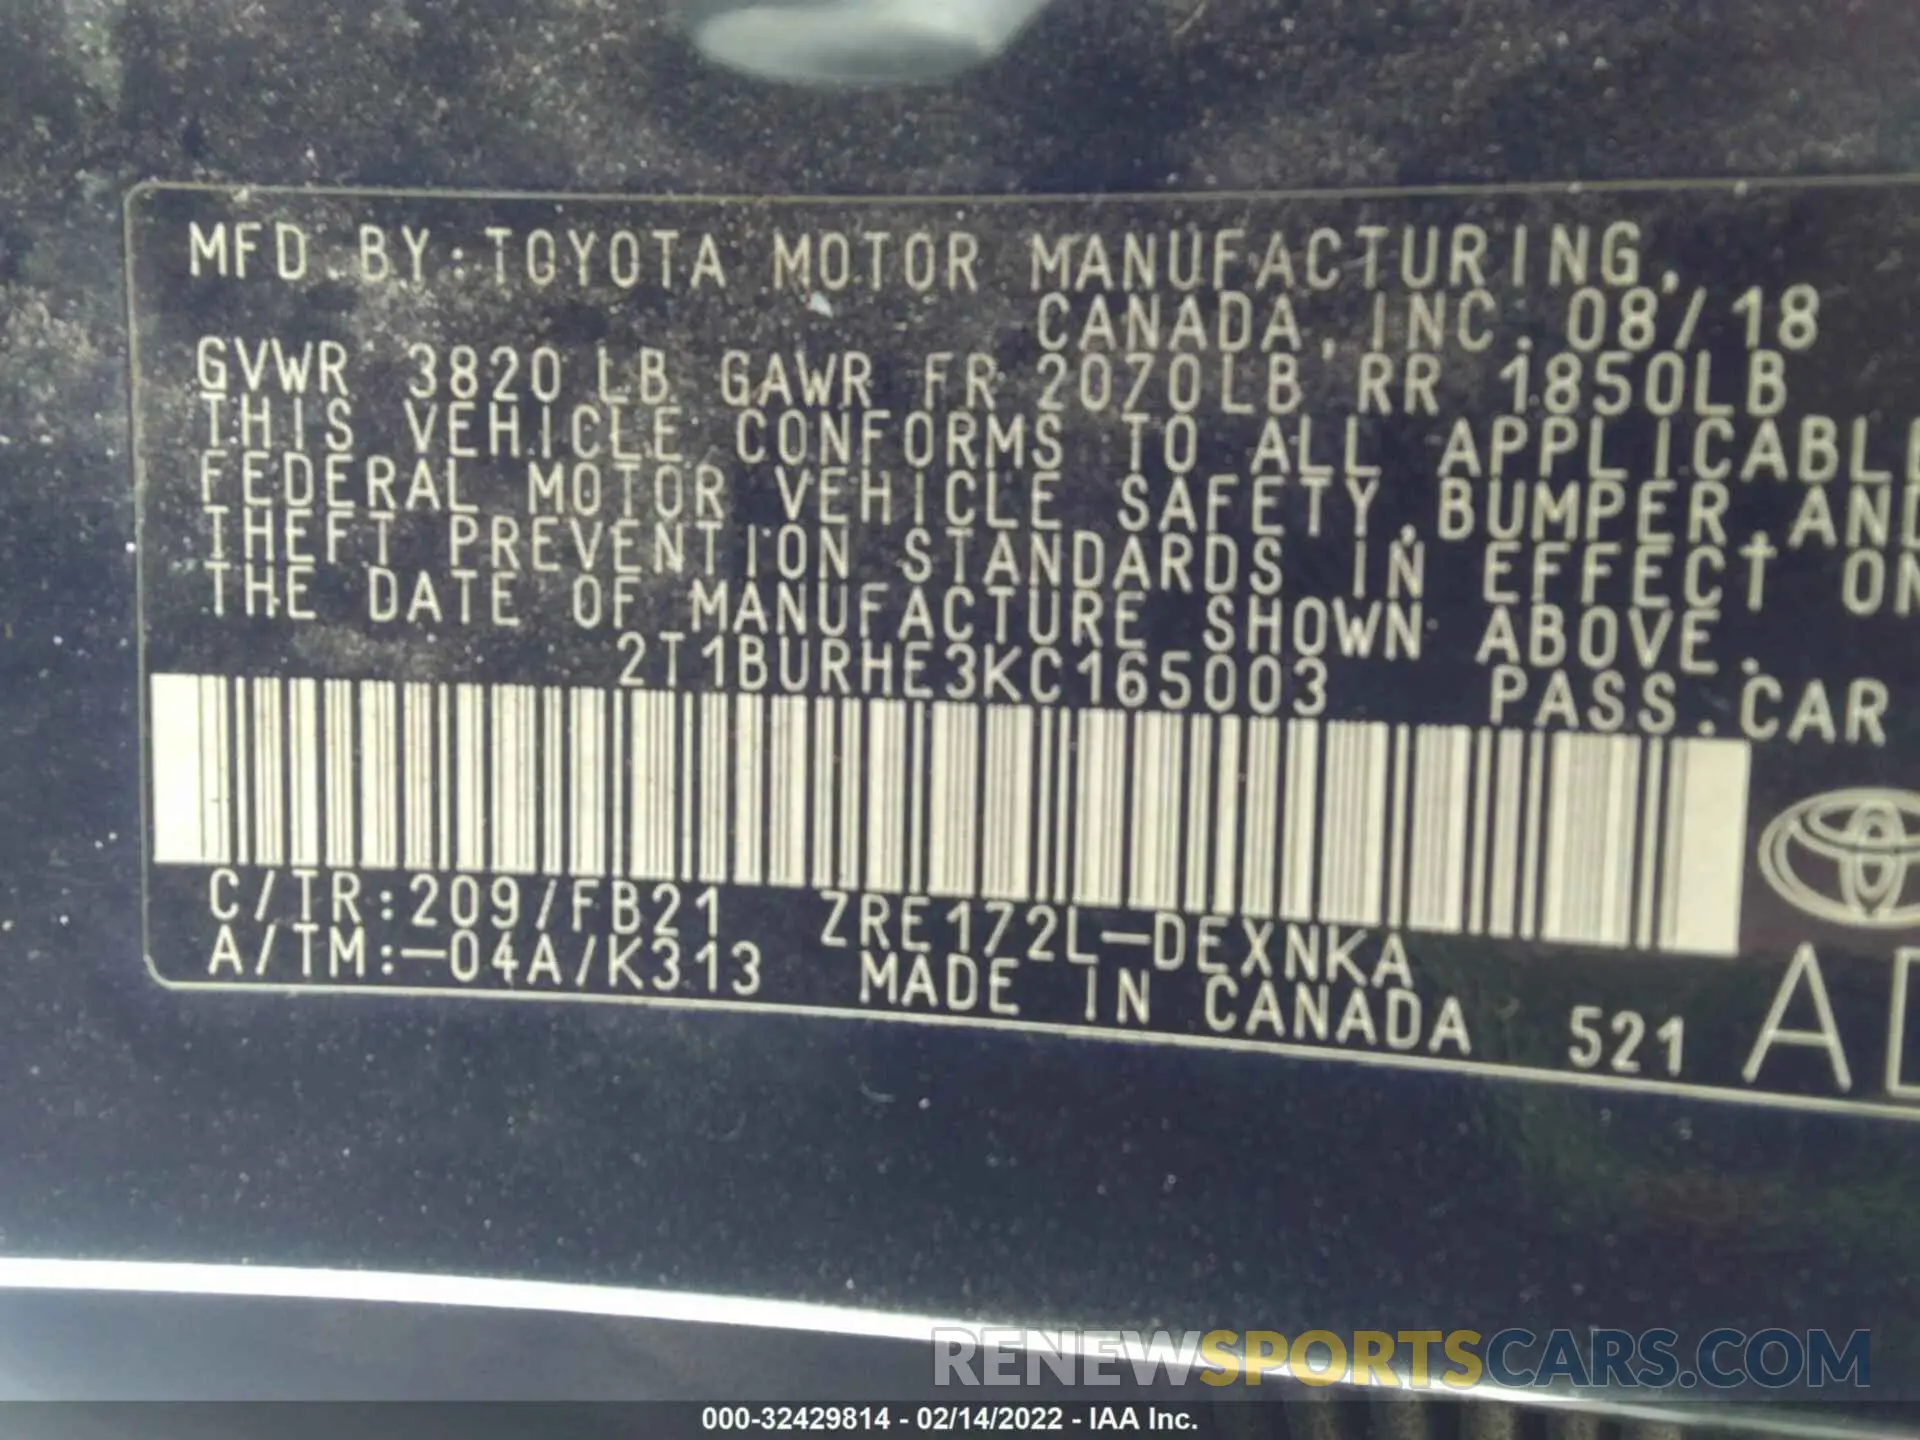 MFD.BY:TOYOTA MOTOR MANUFACTURING,
CANADA,INC. 08/18
GVWR 3820 LB GAWR FR 2070LB RR 1850LB
THIS VEHICLE CONFORMS TO ALL APPLICABLE
FEDERAL MOTOR VEHICLE SAFETY,BUMPER,AND
THEFT PREVENTION STANDARDS IN EFFECT ON
THE DATE OF MANUFACTURE SHOWN ABOVE.
2T1BURHE3KC165003 PASS.CAR
C/TR:209/FB21 ZRE172L-DEXNKA
A/TM:-04A/K313 MADE IN CANADA 521
RENEWSPORTSCARS.COM
000-32429814 - 02/14/2022 - IAA Inc.